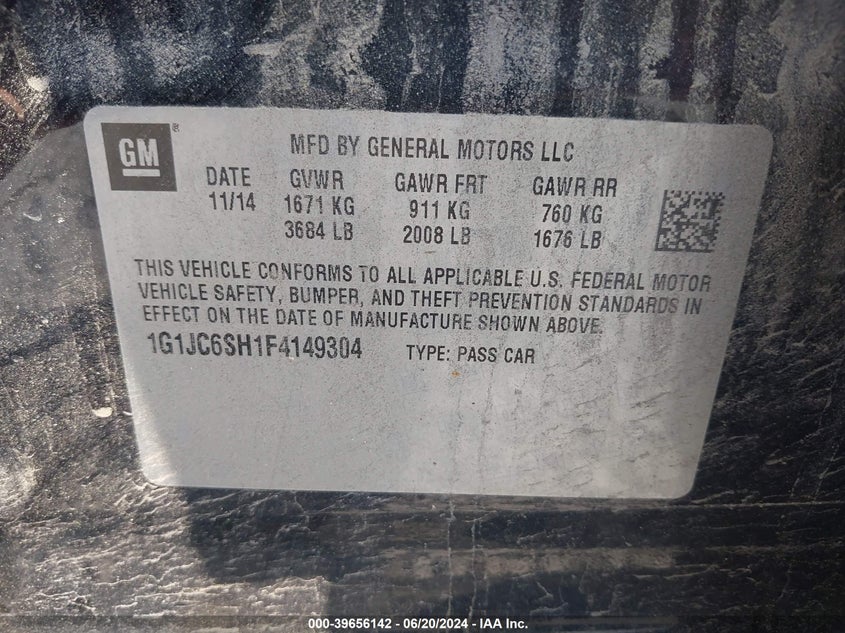 GM®
MFD BY GENERAL MOTORS LLC
DATE GVWR GAWR FRT GAWR RR
11/14 1671 KG 911 KG 760 KG
3684 LB 2008 LB 1676 LB
THIS VEHICLE CONFORMS TO ALL APPLICABLE U.S. FEDERAL MOTOR
VEHICLE SAFETY, BUMPER, AND THEFT PREVENTION STANDARDS IN
EFFECT ON THE DATE OF MANUFACTURE SHOWN ABOVE.
1G1JC6SH1F4149304 TYPE: PASS CAR
000-39656142 - 06/20/2024 - IAA Inc.